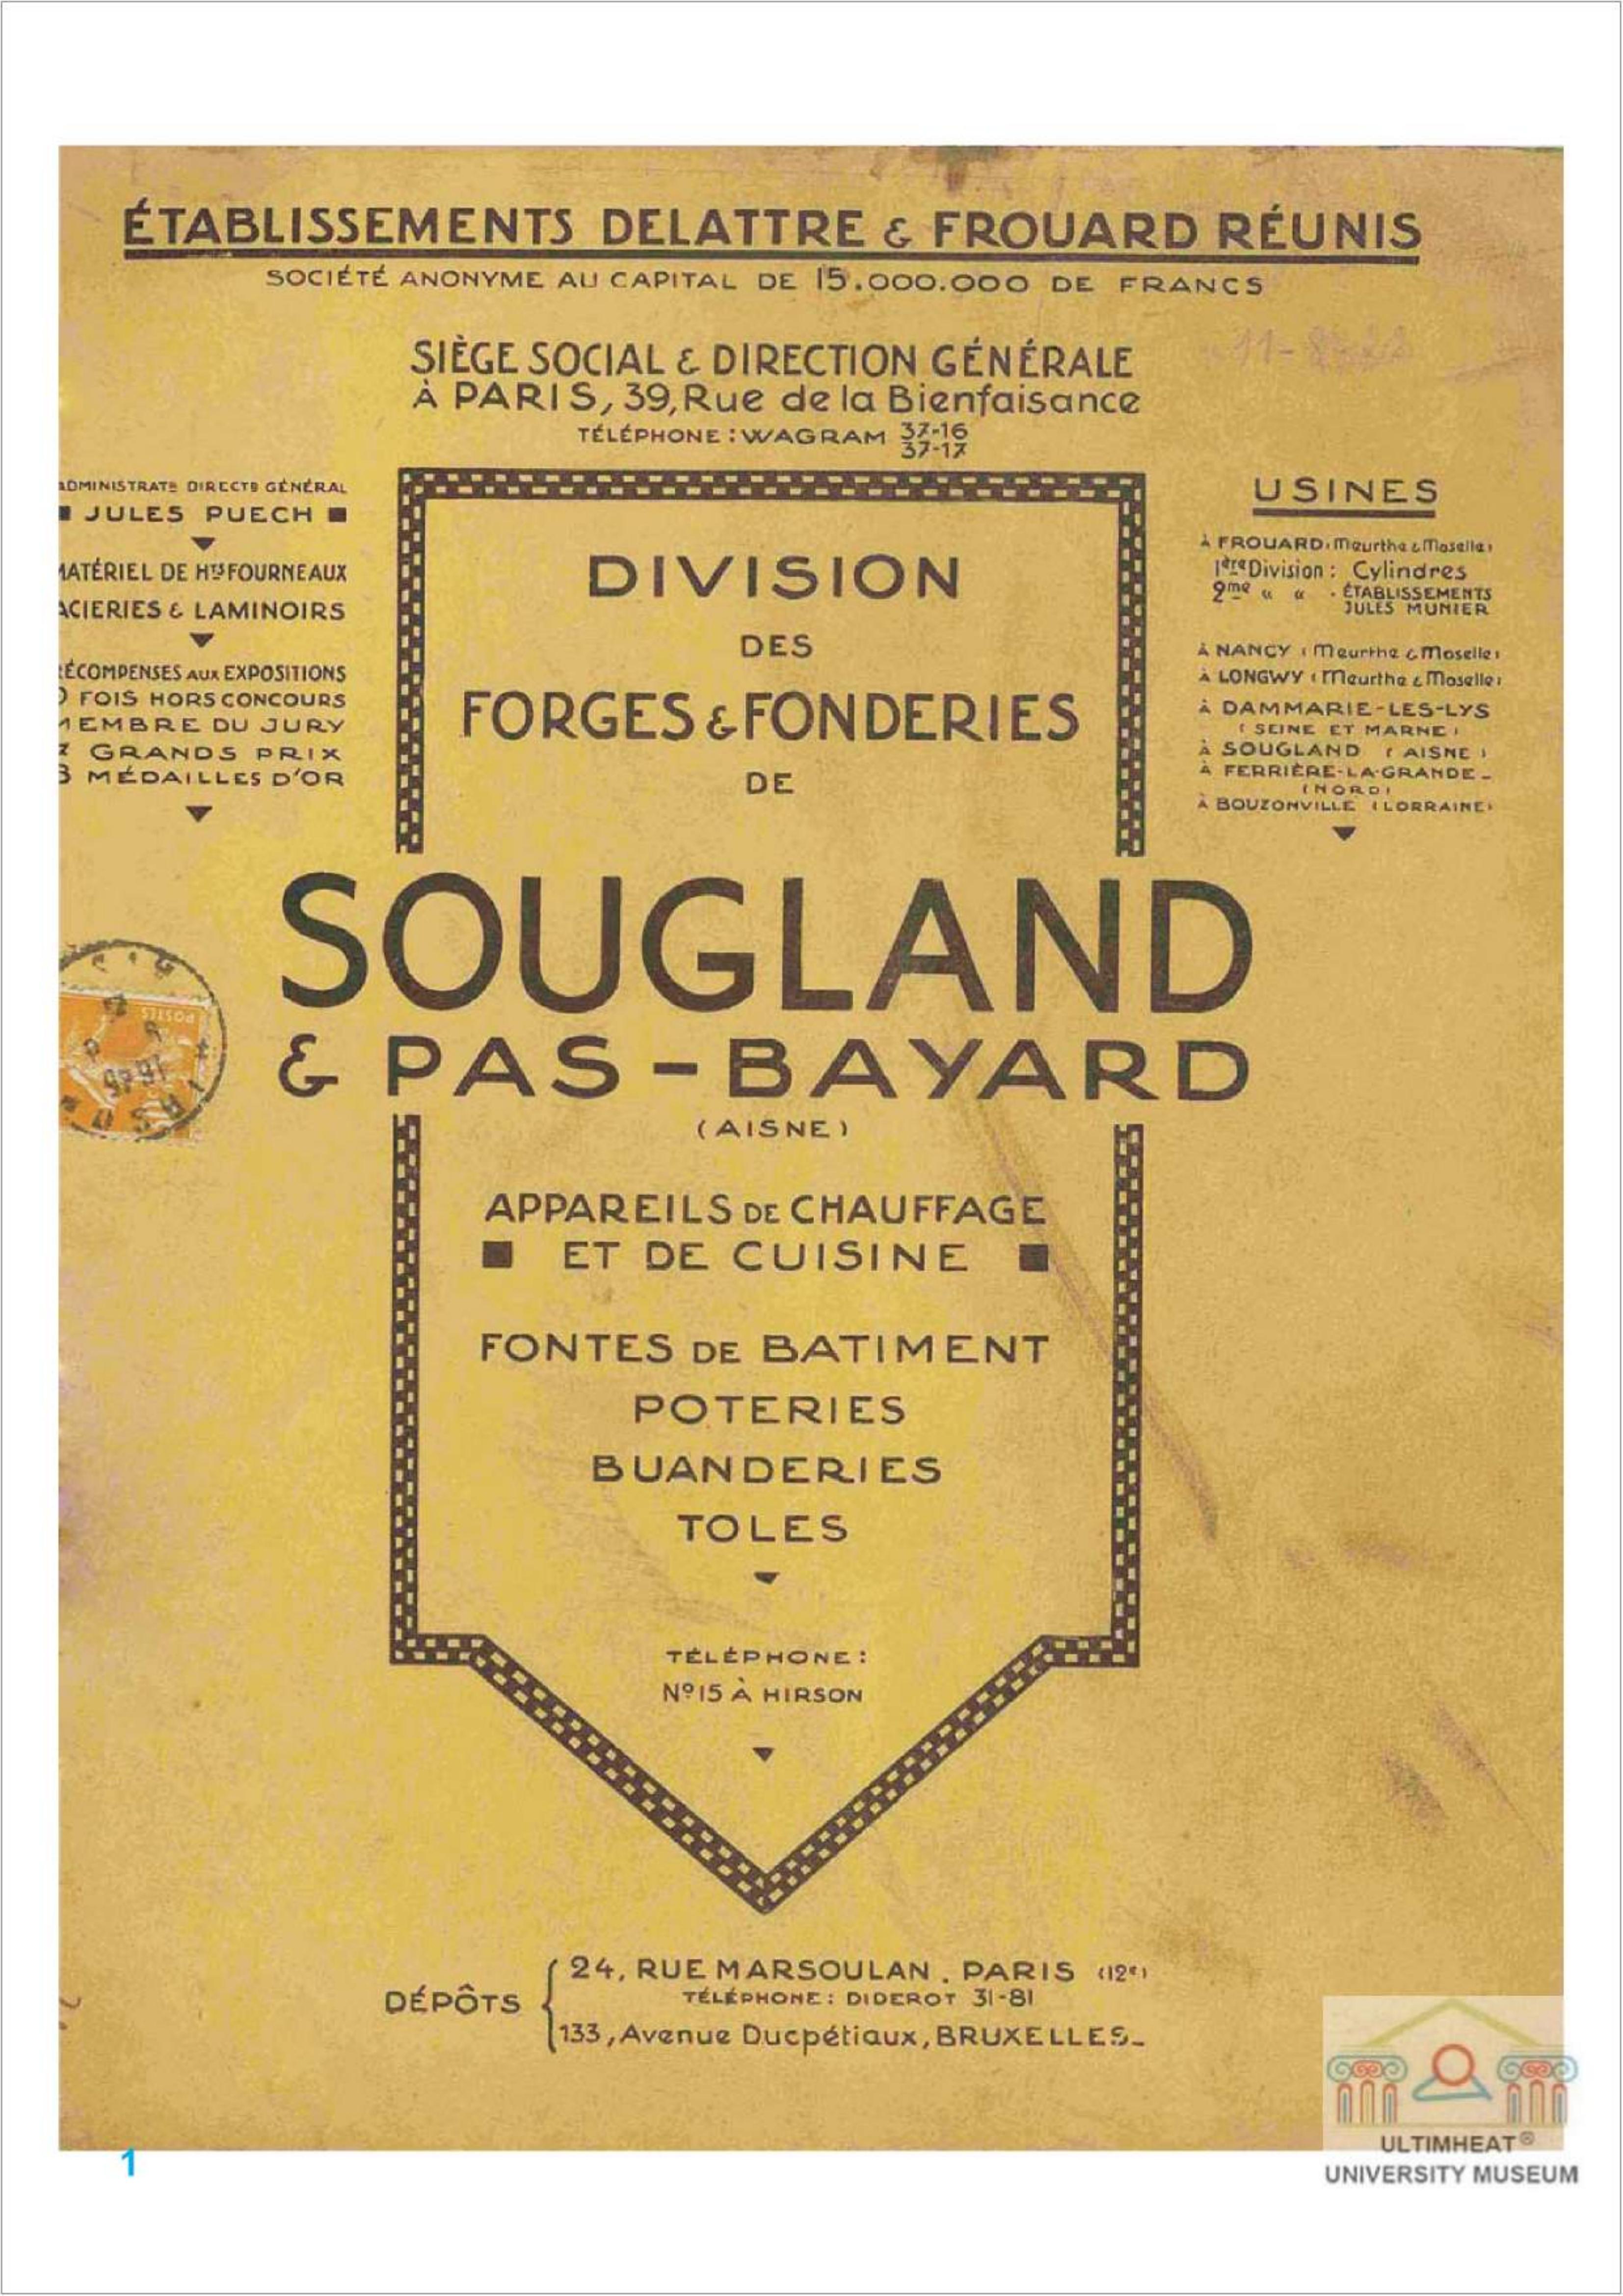 ÉTABLISSEMENTS DELATTRE & FROUARD RÉUNIS
SOCIÉTÉ ANONYME AU CAPITAL DE 15.000.000 DE FRANCS
SIÈGE SOCIAL & DIRECTION GÉNÉRALE
À PARIS, 39, Rue de la Bienfaisance
TÉLÉPHONE : WAGRAM 37-16
37-17
ADMINISTRATR DIRECTR GÉNÉRAL
JULES PUECH
MATÉRIEL DE HTS FOURNEAUX
ACIERIES & LAMINOIRS
RÉCOMPENSES AUX EXPOSITIONS
FOIS HORS CONCOURS
MEMBRE DU JURY
GRANDS PRIX
MÉDAILLES D'OR
USINES
À FROUARD (Meurthe & Moselle)
1ère Division : Cylindres
2me « « . ÉTABLISSEMENTS
JULES MUNIER
À NANCY (Meurthe & Moselle)
À LONGWY (Meurthe & Moselle)
À DAMMARIE-LES-LYS
(SEINE ET MARNE)
À SOUGLAND (AISNE)
À FERRIÈRE-LA-GRANDE -
(NORD)
À BOUZONVILLE (LORRAINE)
DIVISION
DES
FORGES & FONDERIES
DE
SOUGLAND
& PAS-BAYARD
(AISNE)
POSTES
APPAREILS DE CHAUFFAGE
ET DE CUISINE
FONTES DE BATIMENT
POTERIES
BUANDERIES
TOLES
TÉLÉPHONE :
Nº 15 À HIRSON
DÉPÔTS
24, RUE MARSOULAN . PARIS (12e)
TÉLÉPHONE : DIDEROT 31-81
133, Avenue Ducpétiaux, BRUXELLES_
1
ULTIMHEAT®
UNIVERSITY MUSEUM